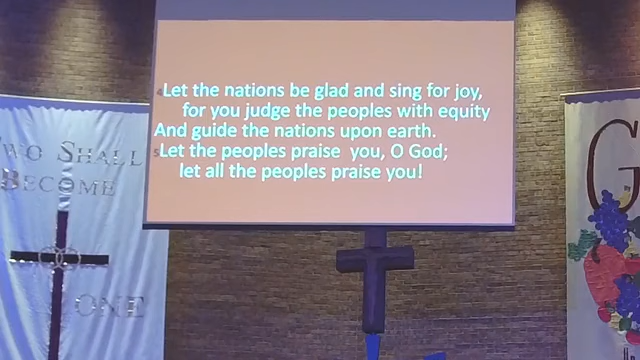 Let the nations be glad and sing for joy,
for you judge the peoples with equity
And guide the nations upon earth.
Let the peoples praise you, O God;
let all the peoples praise you!
TWO SHALL
BECOME
ONE
G